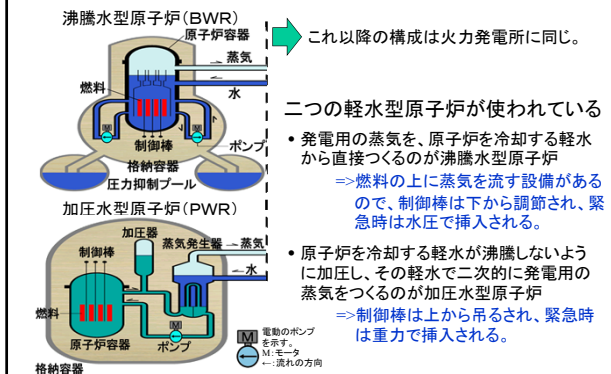 沸騰水型原子炉(BWR)
原子炉容器
蒸気
水
燃料
制御棒
ポンプ
M
M
格納容器
圧力抑制プール
これ以降の構成は火力発電所に同じ。
二つの軽水型原子炉が使われている
• 発電用の蒸気を、原子炉を冷却する軽水
から直接つくるのが沸騰水型原子炉
=>燃料の上に蒸気を流す設備がある
ので、制御棒は下から調節され、緊
急時は水圧で挿入される。
• 原子炉を冷却する軽水が沸騰しないよう
に加圧し、その軽水で二次的に発電用の
蒸気をつくるのが加圧水型原子炉
=>制御棒は上から吊るされ、緊急時
は重力で挿入される。
加圧水型原子炉(PWR)
加圧器
制御棒
蒸気発生器
蒸気
水
燃料
M
原子炉容器
ポンプ
格納容器
M
電動のポンプ
を示す。
M:モータ
←:流れの方向